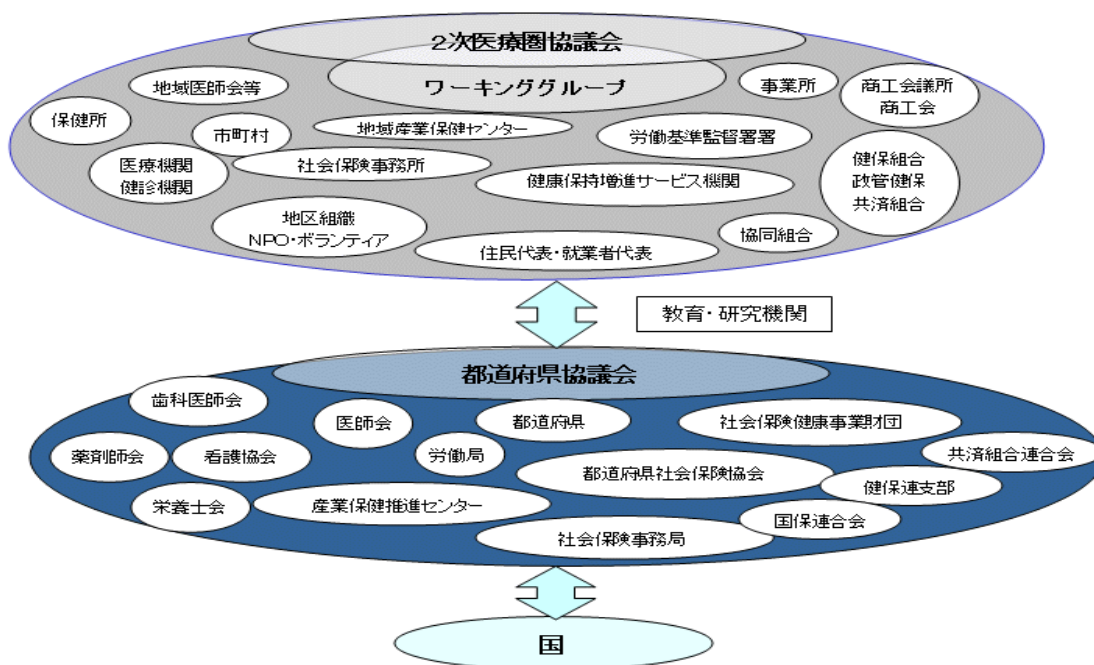 2次医療圏協議会
ワーキンググループ
地域医師会等
事業所
商工会議所
商工会
保健所
市町村
地域産業保健センター
労働基準監督署署
医療機関
健診機関
社会保険事務所
健康保持増進サービス機関
健保組合
政管健保
共済組合
地区組織
NPO・ボランティア
住民代表・就業者代表
協同組合
教育・研究機関
都道府県協議会
歯科医師会
医師会
都道府県
社会保険健康事業財団
薬剤師会
看護協会
労働局
都道府県社会保険協会
共済組合連合会
健保連支部
栄養士会
産業保健推進センター
国保連合会
社会保険事務局
国